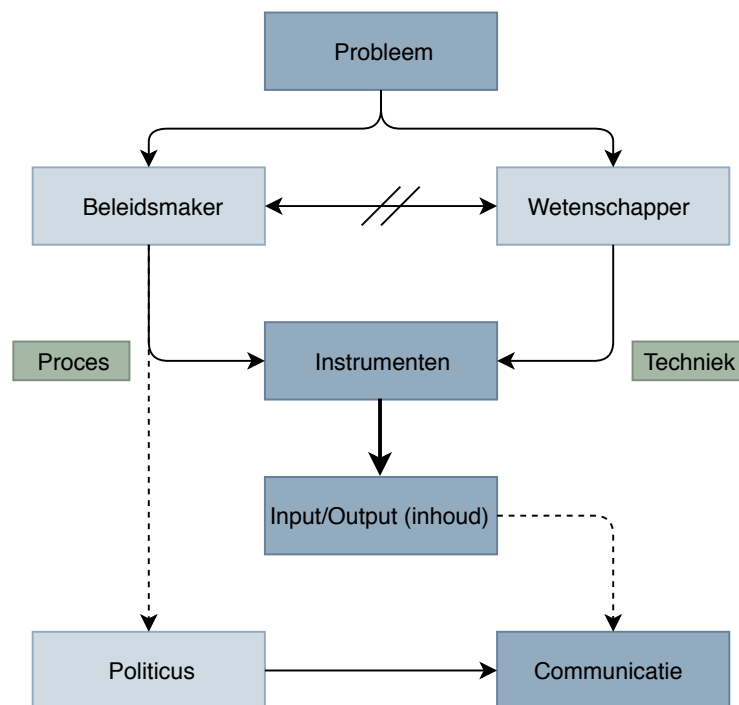 Probleem
Beleidsmaker
Wetenschapper
Proces
Instrumenten
Techniek
Input/Output (inhoud)
Politicus
Communicatie